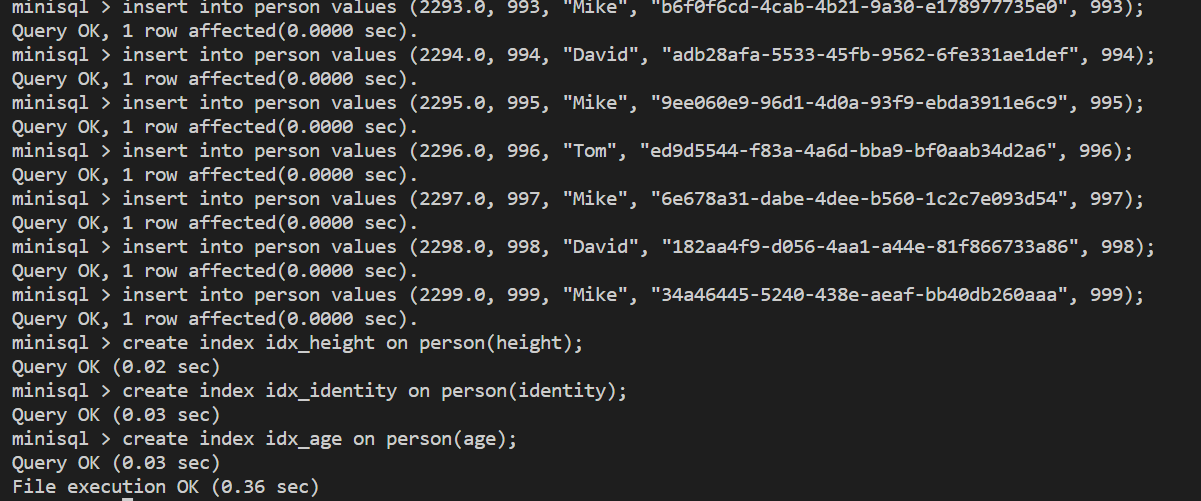 minisql > insert into person values (2293.0, 993, "Mike", "b6f0f6cd-4cab-4b21-9a30-e178977735e0", 993);
Query OK, 1 row affected(0.0000 sec).
minisql > insert into person values (2294.0, 994, "David", "adb28afa-5533-45fb-9562-6fe331ae1def", 994);
Query OK, 1 row affected(0.0000 sec).
minisql > insert into person values (2295.0, 995, "Mike", "9ee060e9-96d1-4d0a-93f9-ebda3911e6c9", 995);
Query OK, 1 row affected(0.0000 sec).
minisql > insert into person values (2296.0, 996, "Tom", "ed9d5544-f83a-4a6d-bba9-bf0aab34d2a6", 996);
Query OK, 1 row affected(0.0000 sec).
minisql > insert into person values (2297.0, 997, "Mike", "6e678a31-dabe-4dee-b560-1c2c7e093d54", 997);
Query OK, 1 row affected(0.0000 sec).
minisql > insert into person values (2298.0, 998, "David", "182aa4f9-d056-4aa1-a44e-81f866733a86", 998);
Query OK, 1 row affected(0.0000 sec).
minisql > insert into person values (2299.0, 999, "Mike", "34a46445-5240-438e-aeaf-bb40db260aaa", 999);
Query OK, 1 row affected(0.0000 sec).
minisql > create index idx_height on person(height);
Query OK (0.02 sec)
minisql > create index idx_identity on person(identity);
Query OK (0.03 sec)
minisql > create index idx_age on person(age);
Query OK (0.03 sec)
File execution OK (0.36 sec)